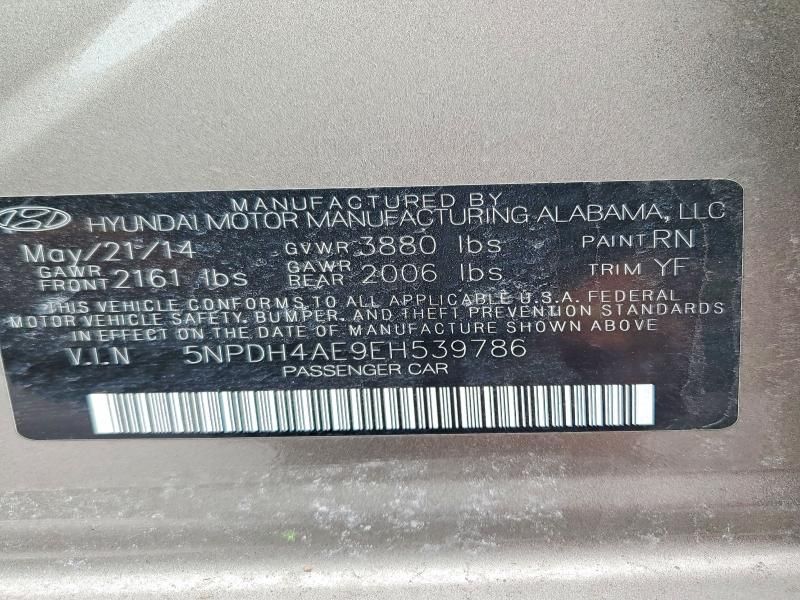 MANUFACTURED BY
HYUNDAI MOTOR MANUFACTURING ALABAMA, LLC
May/21/14 GVWR 3880 lbs PAINT RN
GAWR FRONT 2161 lbs GAWR REAR 2006 lbs TRIM YF
THIS VEHICLE CONFORMS TO ALL APPLICABLE U.S.A. FEDERAL
MOTOR VEHICLE SAFETY, BUMPER, AND THEFT PREVENTION STANDARDS
IN EFFECT ON THE DATE OF MANUFACTURE SHOWN ABOVE
V.I.N 5NPDH4AE9EH539786
PASSENGER CAR